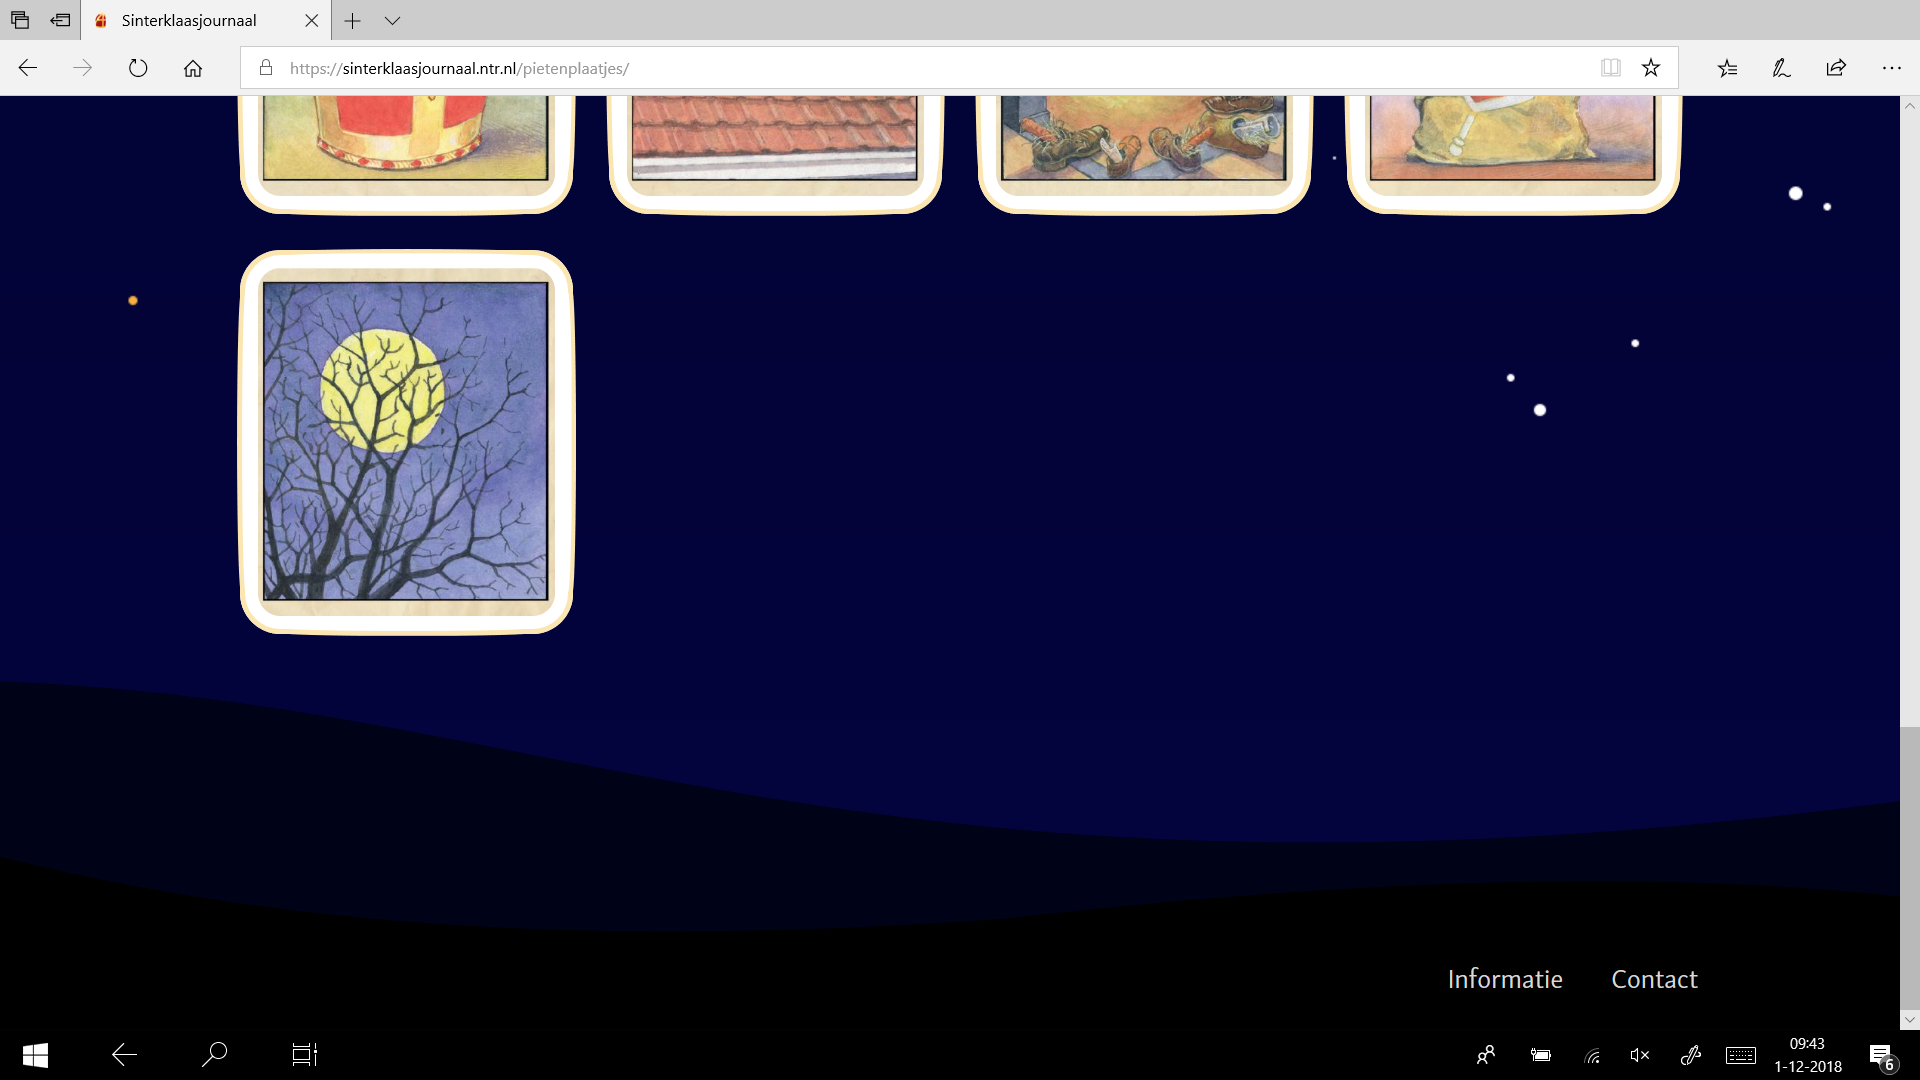 Sinterklaasjournaal
https://sinterklaasjournaal.ntr.nl/pietenplaatjes/
Informatie
Contact
09:43
1-12-2018
6